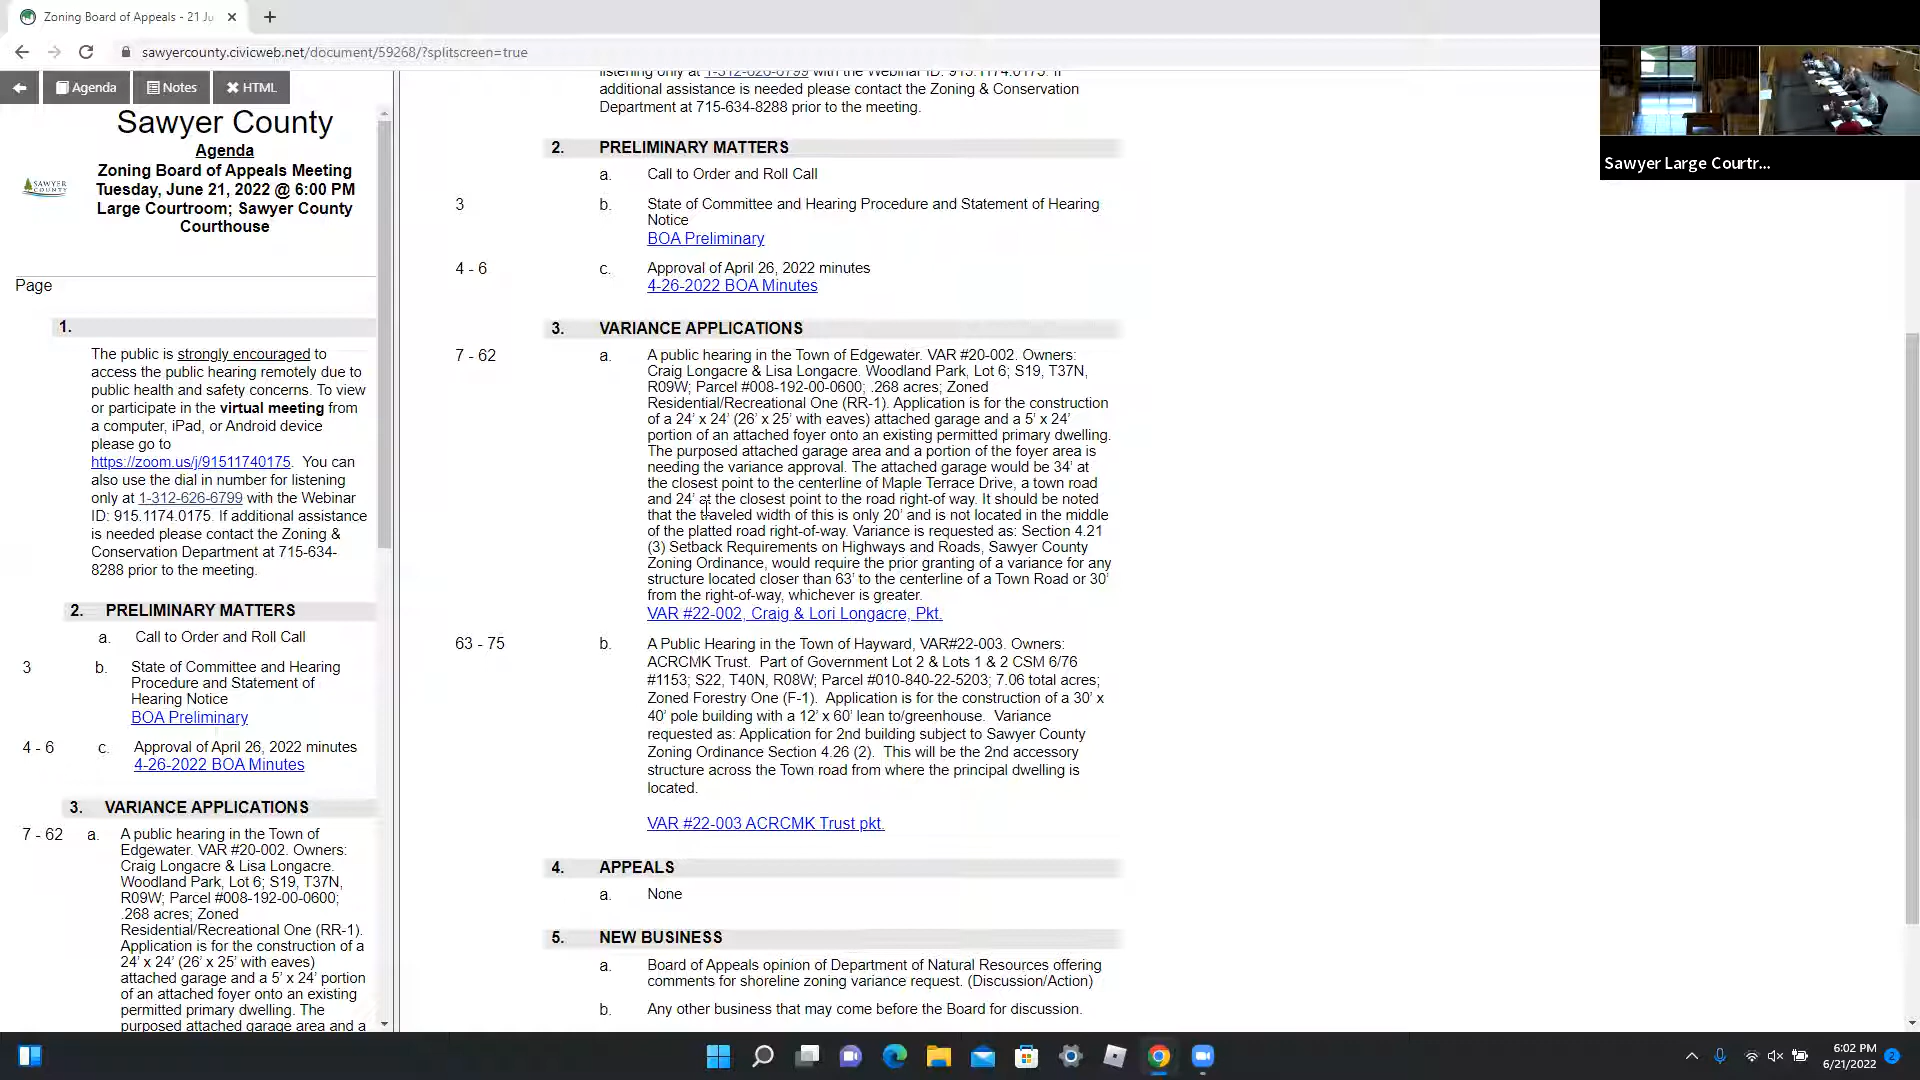 Zoning Board of Appeals - 21 Ju
sawyercounty.civicweb.net/document/59268/?splitscreen=true
Agenda
Notes
HTML
Sawyer County
Agenda
Zoning Board of Appeals Meeting
Tuesday, June 21, 2022 @ 6:00 PM
Large Courtroom; Sawyer County
Courthouse
SAWYER
COUNTY
Page
1.
The public is strongly encouraged to
access the public hearing remotely due to
public health and safety concerns. To view
or participate in the virtual meeting from
a computer, iPad, or Android device
please go to
https://zoom.us/j/91511740175. You can
also use the dial in number for listening
only at 1-312-626-6799 with the Webinar
ID: 915.1174.0175. If additional assistance
is needed please contact the Zoning &
Conservation Department at 715-634-
8288 prior to the meeting.
2. PRELIMINARY MATTERS
a. Call to Order and Roll Call
3 b. State of Committee and Hearing
Procedure and Statement of
Hearing Notice
BOA Preliminary
4 - 6 c. Approval of April 26, 2022 minutes
4-26-2022 BOA Minutes
3. VARIANCE APPLICATIONS
7 - 62 a. A public hearing in the Town of
Edgewater. VAR #20-002. Owners:
Craig Longacre & Lisa Longacre.
Woodland Park, Lot 6; S19, T37N,
R09W; Parcel #008-192-00-0600;
.268 acres; Zoned
Residential/Recreational One (RR-1).
Application is for the construction of a
24' x 24' (26' x 25' with eaves)
attached garage and a 5' x 24' portion
of an attached foyer onto an existing
permitted primary dwelling. The
purposed attached garage area and a
listening only at 1-312-626-6799 with the Webinar ID: 915.1174.0175. If
additional assistance is needed please contact the Zoning & Conservation
Department at 715-634-8288 prior to the meeting.
2. PRELIMINARY MATTERS
a. Call to Order and Roll Call
3 b. State of Committee and Hearing Procedure and Statement of Hearing
Notice
BOA Preliminary
4 - 6 c. Approval of April 26, 2022 minutes
4-26-2022 BOA Minutes
3. VARIANCE APPLICATIONS
7 - 62 a. A public hearing in the Town of Edgewater. VAR #20-002. Owners:
Craig Longacre & Lisa Longacre. Woodland Park, Lot 6; S19, T37N,
R09W; Parcel #008-192-00-0600; .268 acres; Zoned
Residential/Recreational One (RR-1). Application is for the construction
of a 24' x 24' (26' x 25' with eaves) attached garage and a 5' x 24'
portion of an attached foyer onto an existing permitted primary dwelling.
The purposed attached garage area and a portion of the foyer area is
needing the variance approval. The attached garage would be 34' at
the closest point to the centerline of Maple Terrace Drive, a town road
and 24' at the closest point to the road right-of way. It should be noted
that the traveled width of this is only 20' and is not located in the middle
of the platted road right-of-way. Variance is requested as: Section 4.21
(3) Setback Requirements on Highways and Roads, Sawyer County
Zoning Ordinance, would require the prior granting of a variance for any
structure located closer than 63' to the centerline of a Town Road or 30'
from the right-of-way, whichever is greater.
VAR #22-002, Craig & Lori Longacre, Pkt.
63 - 75 b. A Public Hearing in the Town of Hayward, VAR#22-003. Owners:
ACRCMK Trust. Part of Government Lot 2 & Lots 1 & 2 CSM 6/76
#1153; S22, T40N, R08W; Parcel #010-840-22-5203; 7.06 total acres;
Zoned Forestry One (F-1). Application is for the construction of a 30' x
40' pole building with a 12' x 60' lean to/greenhouse. Variance
requested as: Application for 2nd building subject to Sawyer County
Zoning Ordinance Section 4.26 (2). This will be the 2nd accessory
structure across the Town road from where the principal dwelling is
located.
VAR #22-003 ACRCMK Trust pkt.
4. APPEALS
a. None
5. NEW BUSINESS
a. Board of Appeals opinion of Department of Natural Resources offering
comments for shoreline zoning variance request. (Discussion/Action)
b. Any other business that may come before the Board for discussion.
Sawyer Large Courtr...
6:02 PM
6/21/2022
2